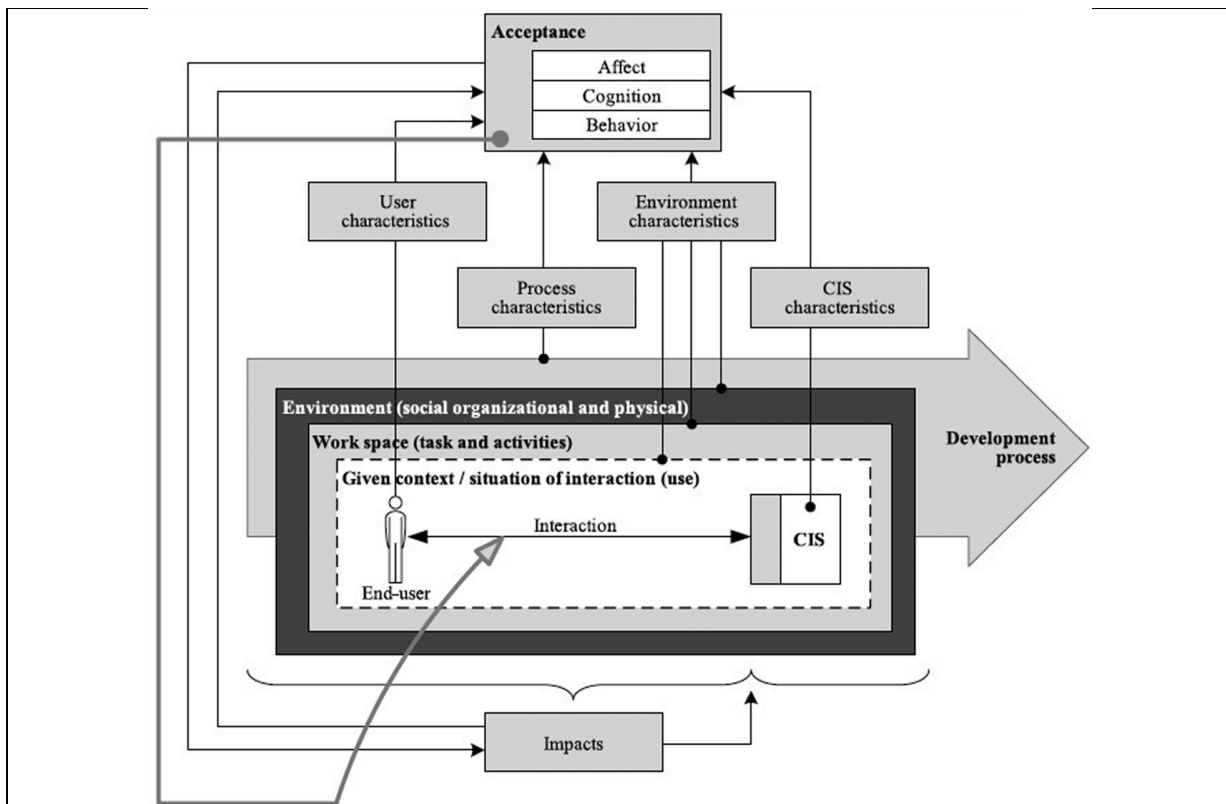 Acceptance
Affect
Cognition
Behavior
User
characteristics
Environment
characteristics
Process
characteristics
CIS
characteristics
Environment (social organizational and physical)
Work space (task and activities)
Development
process
Given context / situation of interaction (use)
Interaction
CIS
End-user
Impacts